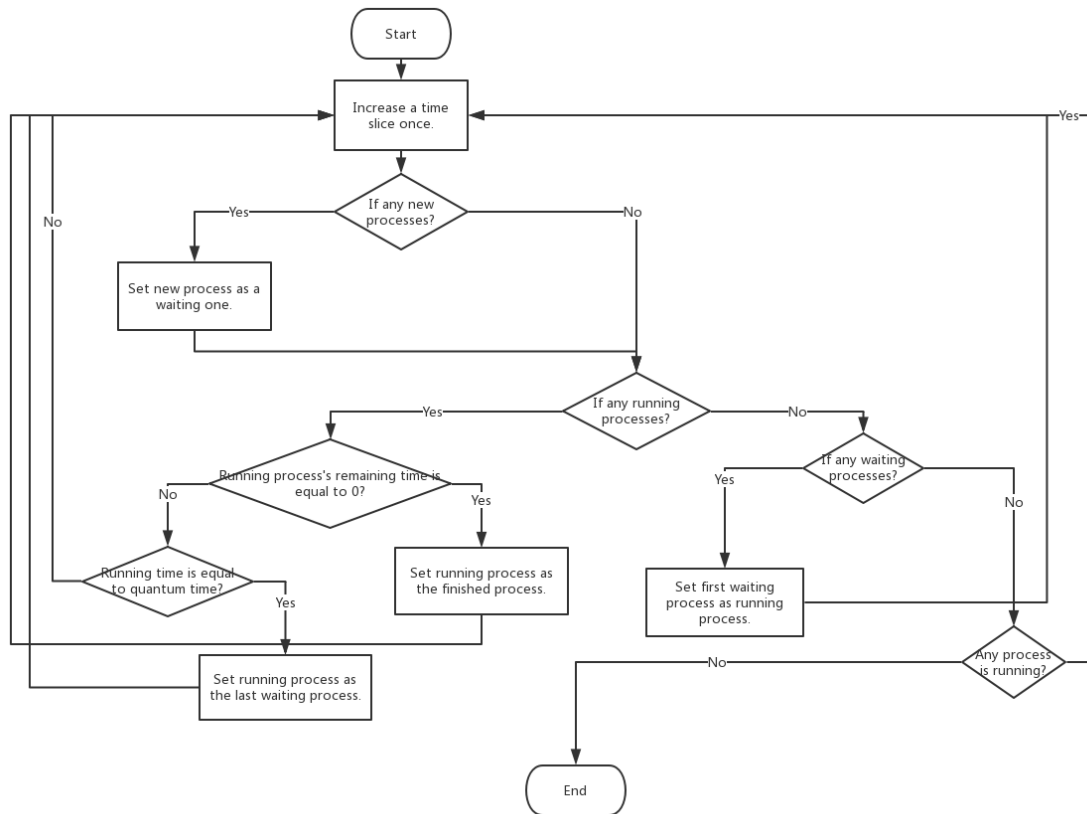 Start
Increase a time
slice once.
Yes
If any new
processes?
Yes
No
No
Set new process as a
waiting one.
If any running
processes?
Yes
No
If any waiting
processes?
Running process's remaining time is
equal to 0?
Yes
No
Yes
No
Running time is equal
to quantum time?
Set running process as
the finished process.
Set first waiting
process as running
process.
Yes
Any process
is running?
No
Set running process as
the last waiting process.
End